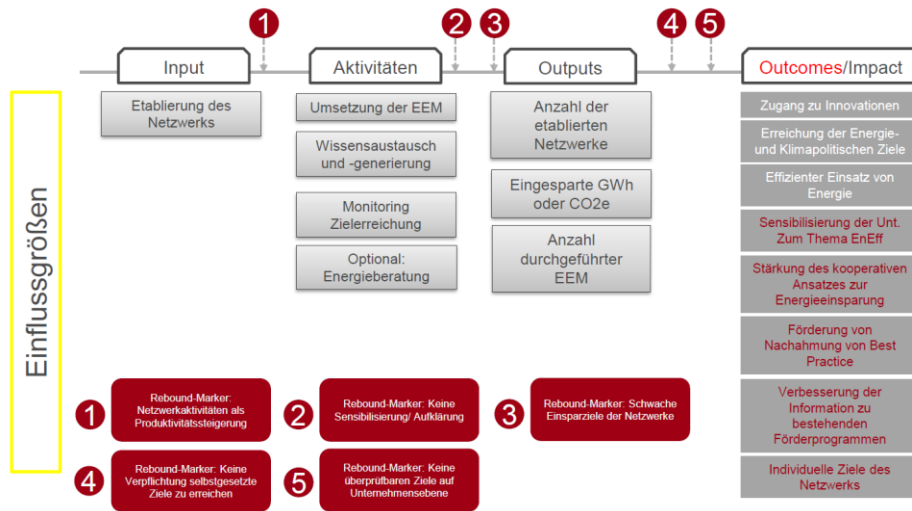 1
2
3
4
5
Input
Aktivitäten
Outputs
Outcomes/Impact
Einflussgrößen
Etablierung des
Netzwerks
Umsetzung der EEM
Wissensaustausch
und -generierung
Monitoring
Zielerreichung
Optional:
Energieberatung
Anzahl der
etablierten
Netzwerke
Eingesparte GWh
oder CO2e
Anzahl
durchgeführter
EEM
Zugang zu Innovationen
Erreichung der Energie-
und Klimapolitischen Ziele
Effizienter Einsatz von
Energie
Sensibilisierung der Unt.
Zum Thema EnEff
Stärkung des kooperativen
Ansatzes zur
Energieeinsparung
Förderung von
Nachahmung von Best
Practice
Verbesserung der
Information zu
bestehenden
Förderprogrammen
Individuelle Ziele des
Netzwerks
1
Rebound-Marker:
Netzwerkaktivitäten als
Produktivitätssteigerung
2
Rebound-Marker: Keine
Sensibilisierung/ Aufklärung
3
Rebound-Marker: Schwache
Einsparziele der Netzwerke
4
Rebound-Marker: Keine
Verpflichtung selbstgesetzte
Ziele zu erreichen
5
Rebound-Marker: Keine
überprüfbaren Ziele auf
Unternehmensebene